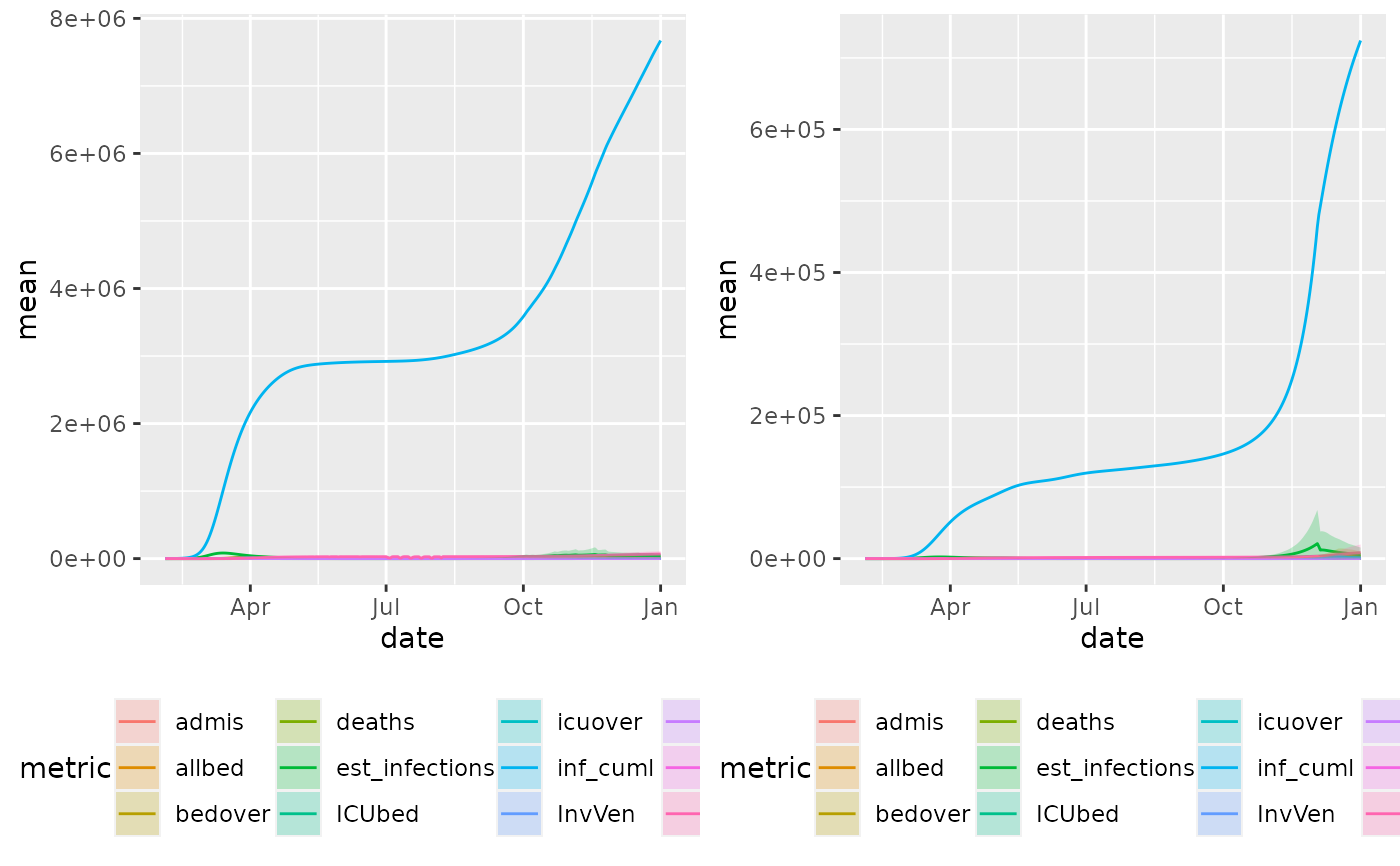 8e+06
6e+06
4e+06
2e+06
0e+00
mean
Apr Jul Oct Jan
date
metric
admis deaths icuover
allbed est_infections inf_cuml
bedover ICUbed InvVen
6e+05
4e+05
2e+05
0e+00
mean
Apr Jul Oct Jan
date
metric
admis deaths icuover
allbed est_infections inf_cuml
bedover ICUbed InvVen